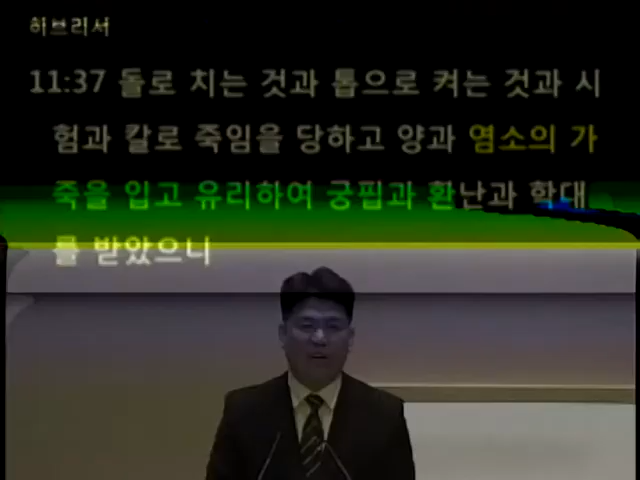 히브리서
11:37 돌로 치는 것과 톱으로 켜는 것과 시
험과 칼로 죽임을 당하고 양과 염소의 가
죽을 입고 유리하여 궁핍과 환난과 학대
를 받았으니